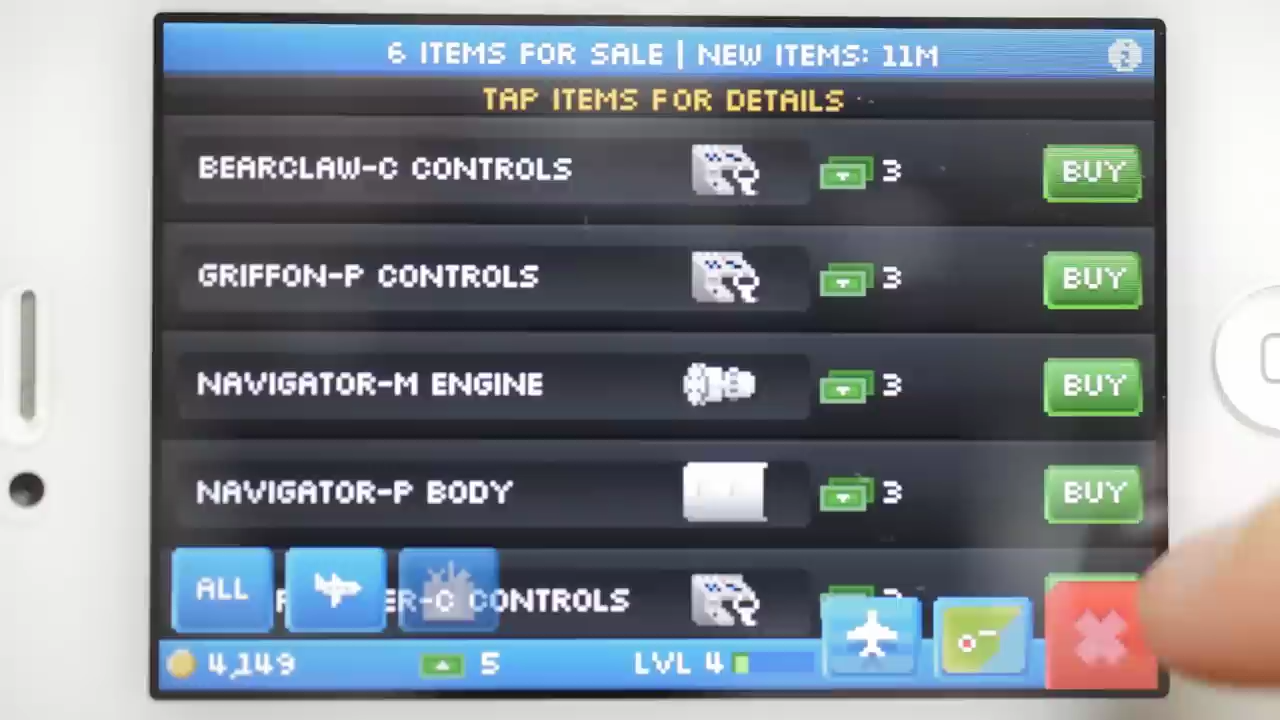 6 ITEMS FOR SALE | NEW ITEMS: 11M
TAP ITEMS FOR DETAILS
BEARCLAW-C CONTROLS 3 BUY
GRIFFON-P CONTROLS 3 BUY
NAVIGATOR-M ENGINE 3 BUY
NAVIGATOR-P BODY 3 BUY
ALL CONTROLS
4,149 5 LVL 4